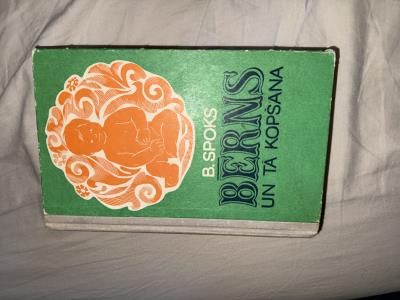 B. SPOKS
BĒRNS
UN TĀ KOPŠANA